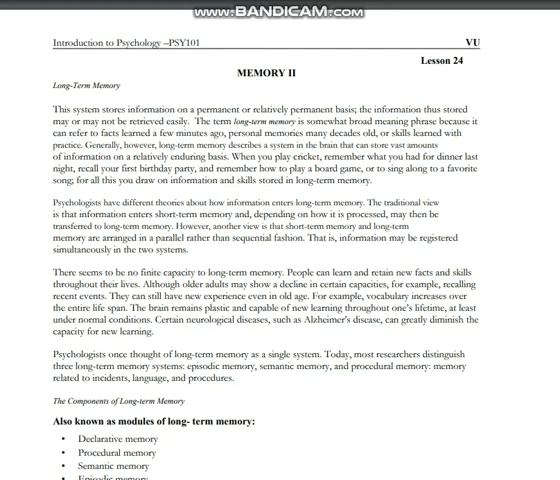 www.BANDICAM.com
Introduction to Psychology –PSY101 VU
Lesson 24
MEMORY II
Long-Term Memory
This system stores information on a permanent or relatively permanent basis; the information thus stored
may or may not be retrieved easily. The term long-term memory is somewhat broad meaning phrase because it
can refer to facts learned a few minutes ago, personal memories many decades old, or skills learned with
practice. Generally, however, long-term memory describes a system in the brain that can store vast amounts
of information on a relatively enduring basis. When you play cricket, remember what you had for dinner last
night, recall your first birthday party, and remember how to play a board game, or to sing along to a favorite
song; for all this you draw on information and skills stored in long-term memory.
Psychologists have different theories about how information enters long-term memory. The traditional view
is that information enters short-term memory and, depending on how it is processed, may then be
transferred to long-term memory. However, another view is that short-term memory and long-term
memory are arranged in a parallel rather than sequential fashion. That is, information may be registered
simultaneously in the two systems.
There seems to be no finite capacity to long-term memory. People can learn and retain new facts and skills
throughout their lives. Although older adults may show a decline in certain capacities, for example, recalling
recent events. They can still have new experience even in old age. For example, vocabulary increases over
the entire life span. The brain remains plastic and capable of new learning throughout one's lifetime, at least
under normal conditions. Certain neurological diseases, such as Alzheimer's disease, can greatly diminish the
capacity for new learning.
Psychologists once thought of long-term memory as a single system. Today, most researchers distinguish
three long-term memory systems: episodic memory, semantic memory, and procedural memory: memory
related to incidents, language, and procedures.
The Components of Long-term Memory
Also known as modules of long- term memory:
• Declarative memory
• Procedural memory
• Semantic memory
• Episodic memory